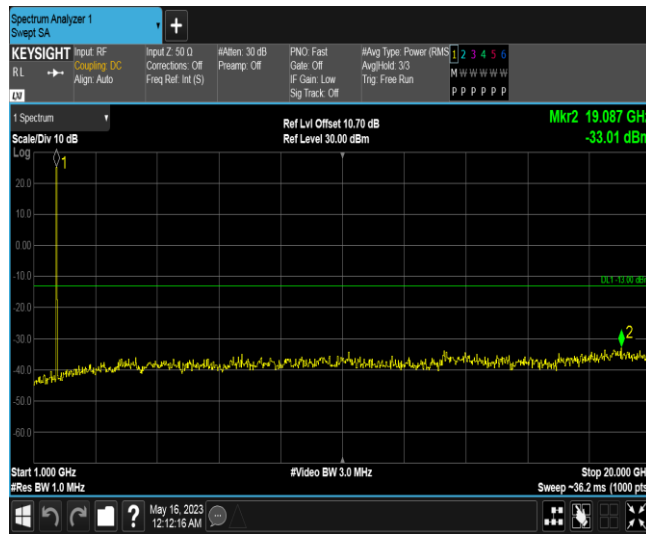 Spectrum Analyzer 1
Swept SA
+
KEYSIGHT Input: RF Input Z: 50 Ω #Atten: 30 dB PNO: Fast #Avg Type: Power (RMS 1 2 3 4 5 6
RL Coupling: DC Corrections: Off Preamp: Off Gate: Off Avg|Hold: 3/3 M W W W W W
Align: Auto Freq Ref: Int (S) IF Gain: Low Trig: Free Run
LXI Sig Track: Off P P P P P P
1 Spectrum Ref Lvl Offset 10.70 dB Mkr2 19.087 GHz
Scale/Div 10 dB Ref Level 30.00 dBm -33.01 dBm
Log 1
20.0
10.0
0.00
-10.0 DL1 -13.00 dBm
-20.0
-30.0 2
-40.0
-50.0
-60.0
Start 1.000 GHz #Video BW 3.0 MHz Stop 20.000 GH
#Res BW 1.0 MHz Sweep ~36.2 ms (1000 pts
? May 16, 2023
12:12:16 AM